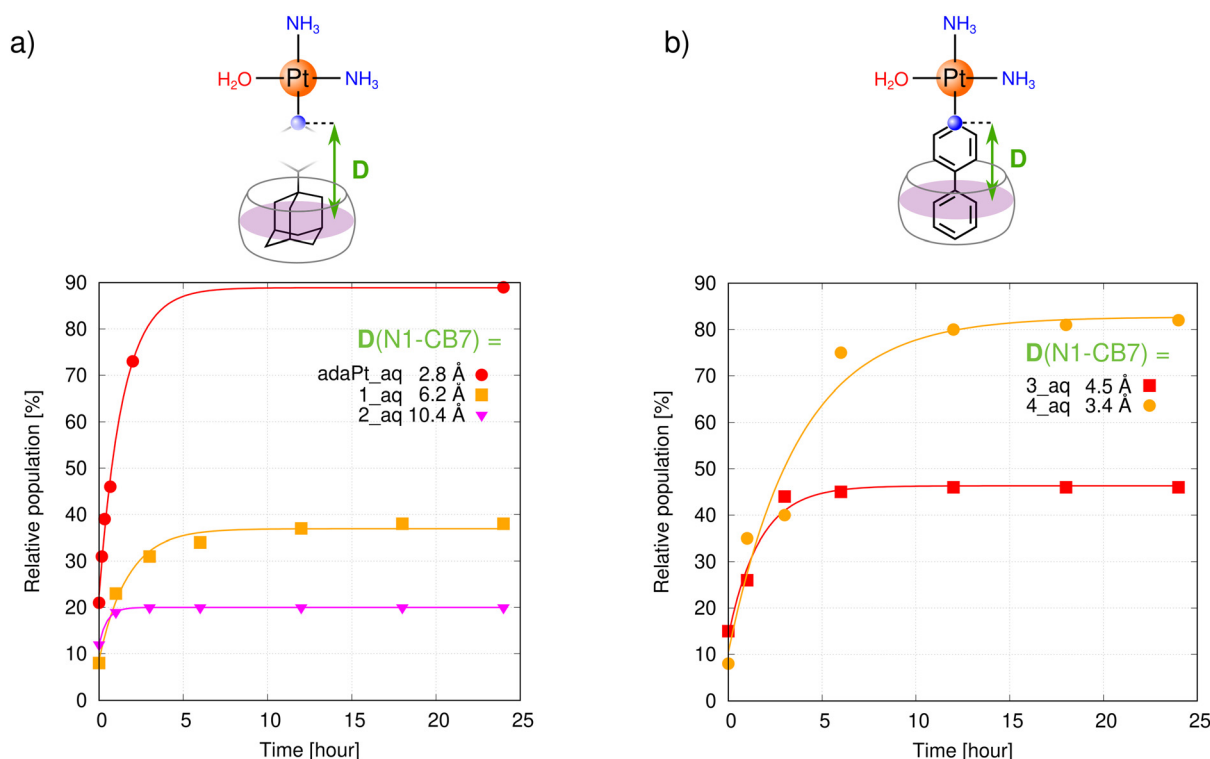 a)
NH₃
H₂O
Pt
NH₃
D
90
80
70
60
50
40
30
20
10
0
Relative population [%]
D(N1-CB7) =
adaPt_aq 2.8 Å
1_aq 6.2 Å
2_aq 10.4 Å
0 5 10 15 20 25
Time [hour]
b)
NH₃
H₂O
Pt
NH₃
D
90
80
70
60
50
40
30
20
10
0
Relative population [%]
D(N1-CB7) =
3_aq 4.5 Å
4_aq 3.4 Å
0 5 10 15 20 25
Time [hour]